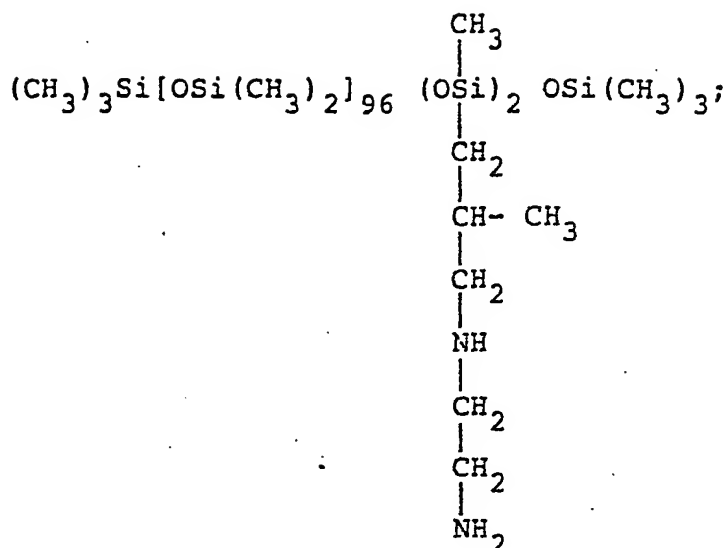 CH₃
(CH₃)₃Si[OSi(CH₃)₂]₉₆ (OSi)₂ OSi(CH₃)₃;
CH₂
CH- CH₃
CH₂
NH
CH₂
CH₂
NH₂